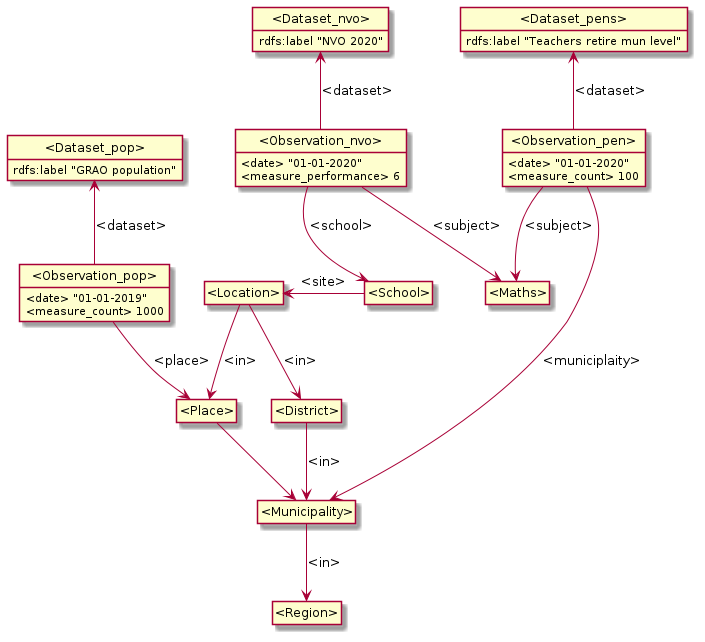 <Dataset_nvo>
rdfs:label "NVO 2020"
<Dataset_pens>
rdfs:label "Teachers retire mun level"
<dataset>
<dataset>
<Dataset_pop>
rdfs:label "GRAO population"
<Observation_nvo>
<date> "01-01-2020"
<measure_performance> 6
<Observation_pen>
<date> "01-01-2020"
<measure_count> 100
<dataset>
<school>
<subject>
<subject>
<Observation_pop>
<date> "01-01-2019"
<measure_count> 1000
<Location>
<site>
<School>
<Maths>
<place>
<in>
<in>
<municiplaity>
<Place>
<District>
<in>
<Municipality>
<in>
<Region>